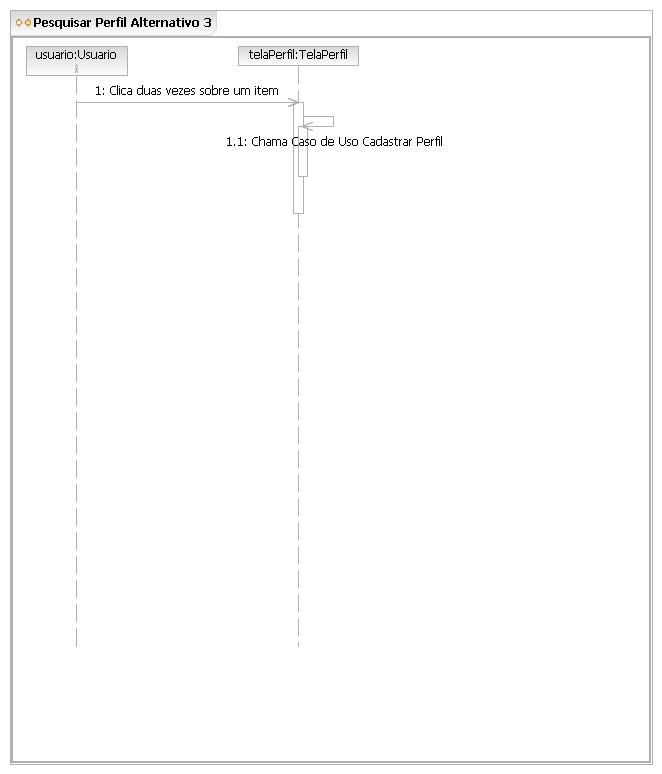 Pesquisar Perfil Alternativo 3
usuario:Usuario
telaPerfil:TelaPerfil
1: Clica duas vezes sobre um item
1.1: Chama Caso de Uso Cadastrar Perfil